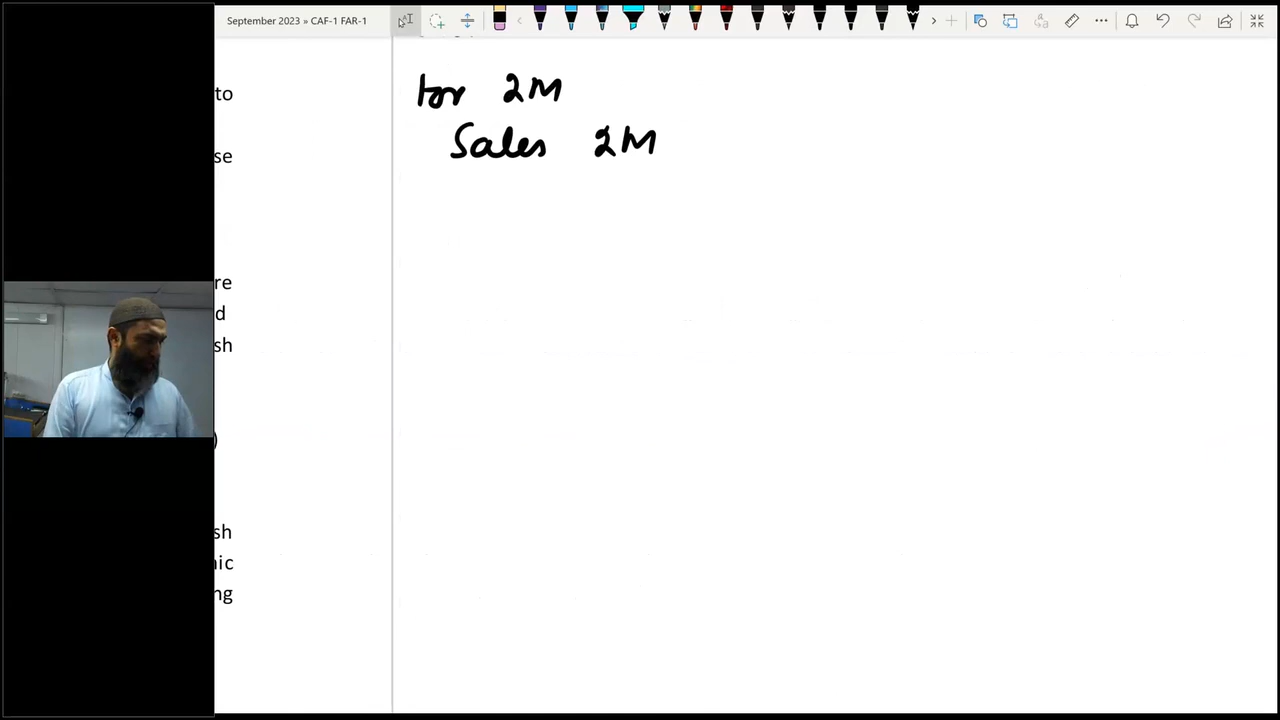 September 2023 » CAF-1 FAR-1
to
se
re
d
sh
)
sh
nic
ng
for 2M
Sales 2M